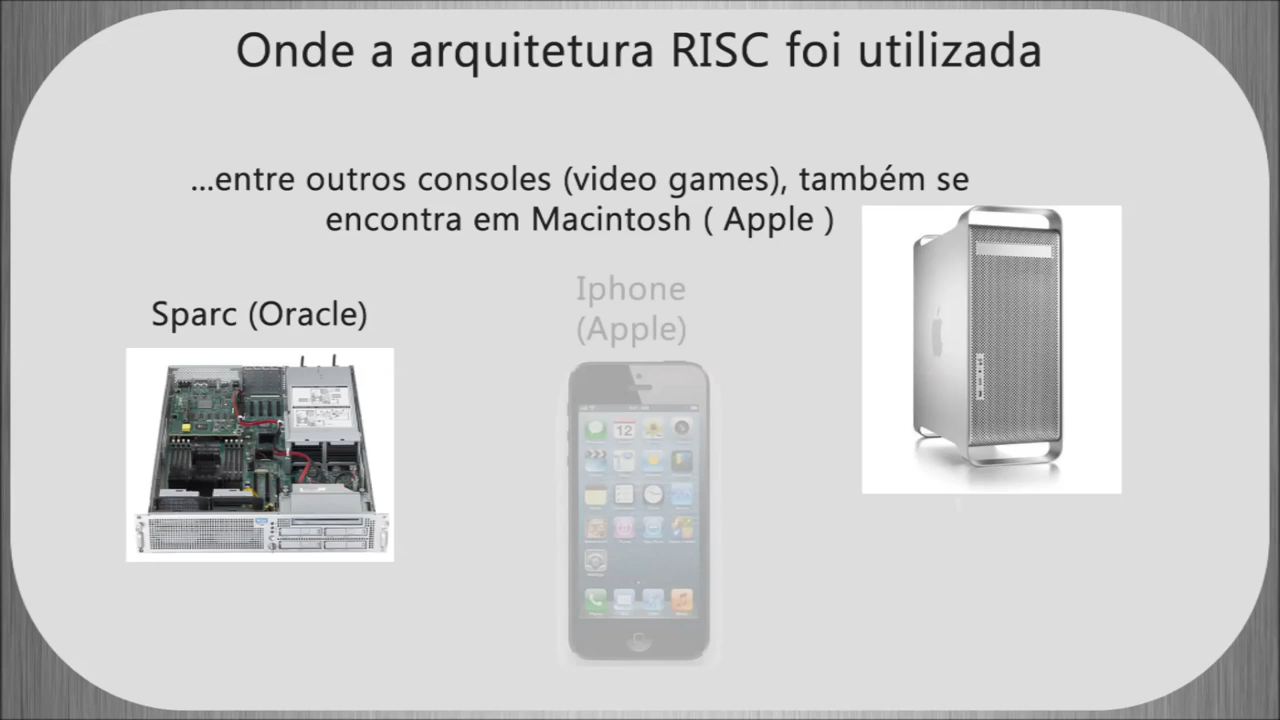 Onde a arquitetura RISC foi utilizada
...entre outros consoles (video games), também se
encontra em Macintosh ( Apple )
Sparc (Oracle)
Iphone
(Apple)
12